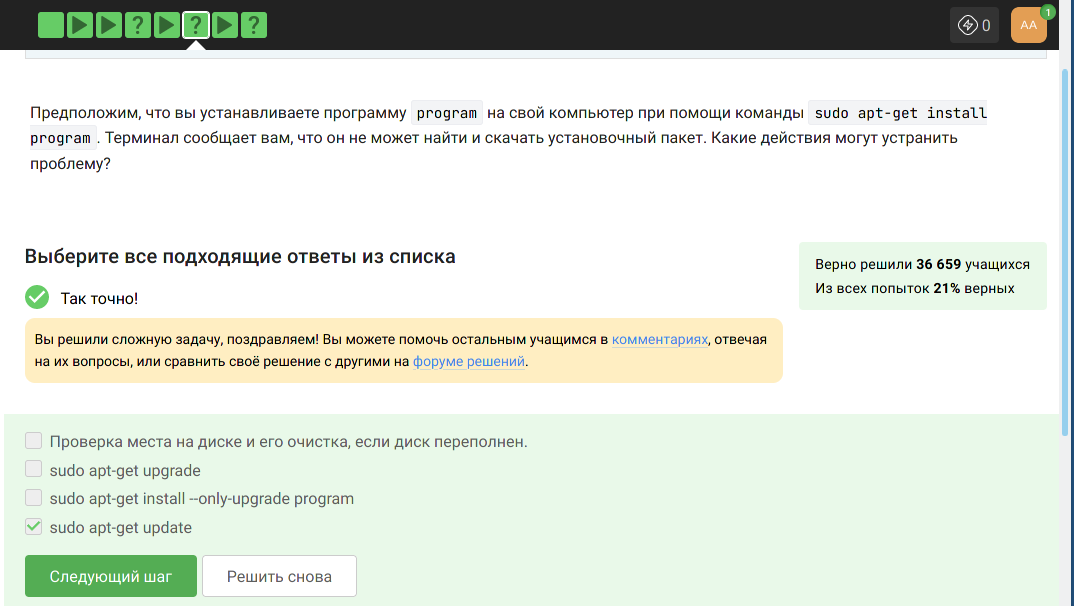 ? ? ?
0
AA
1
Предположим, что вы устанавливаете программу program на свой компьютер при помощи команды sudo apt-get install
program . Терминал сообщает вам, что он не может найти и скачать установочный пакет. Какие действия могут устранить
проблему?
Выберите все подходящие ответы из списка
Так точно!
Вы решили сложную задачу, поздравляем! Вы можете помочь остальным учащимся в комментариях, отвечая
на их вопросы, или сравнить своё решение с другими на форуме решений.
Верно решили 36 659 учащихся
Из всех попыток 21% верных
Проверка места на диске и его очистка, если диск переполнен.
sudo apt-get upgrade
sudo apt-get install --only-upgrade program
sudo apt-get update
Следующий шаг
Решить снова